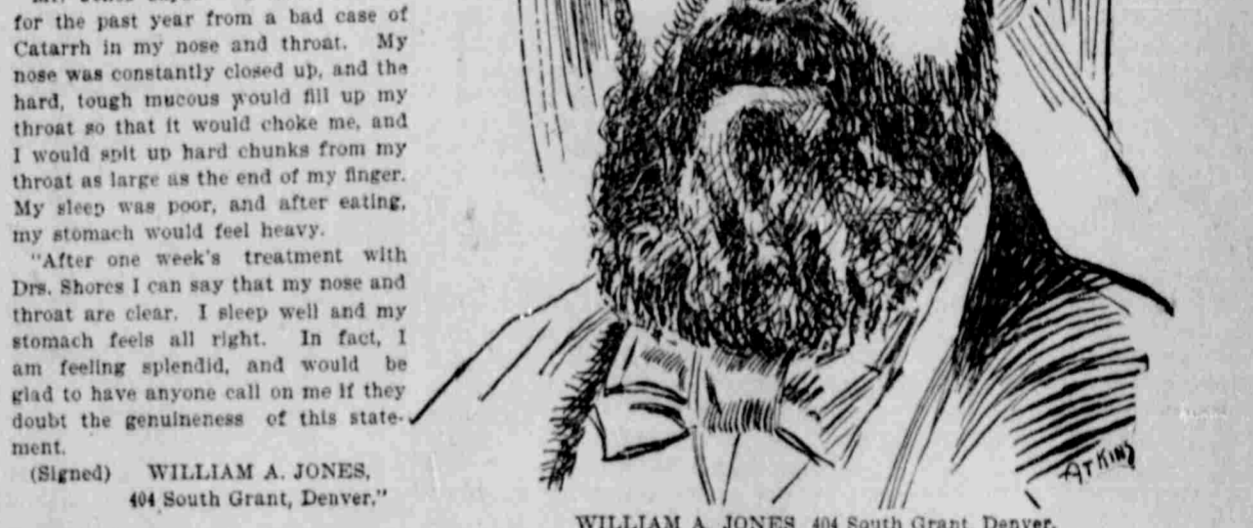 for the past year from a bad case of
Catarrh in my nose and throat. My
nose was constantly closed up, and the
hard, tough mucous would fill up my
throat so that it would choke me, and
I would spit up hard chunks from my
throat as large as the end of my finger.
My sleep was poor, and after eating,
my stomach would feel heavy.
"After one week's treatment with
Drs. Shores I can say that my nose and
throat are clear. I sleep well and my
stomach feels all right. In fact, I
am feeling splendid, and would be
glad to have anyone call on me if they
doubt the genuineness of this state-
ment.
(Signed) WILLIAM A. JONES,
404 South Grant, Denver."
ATKINS
WILLIAM A. JONES, 404 South Grant, Denver.